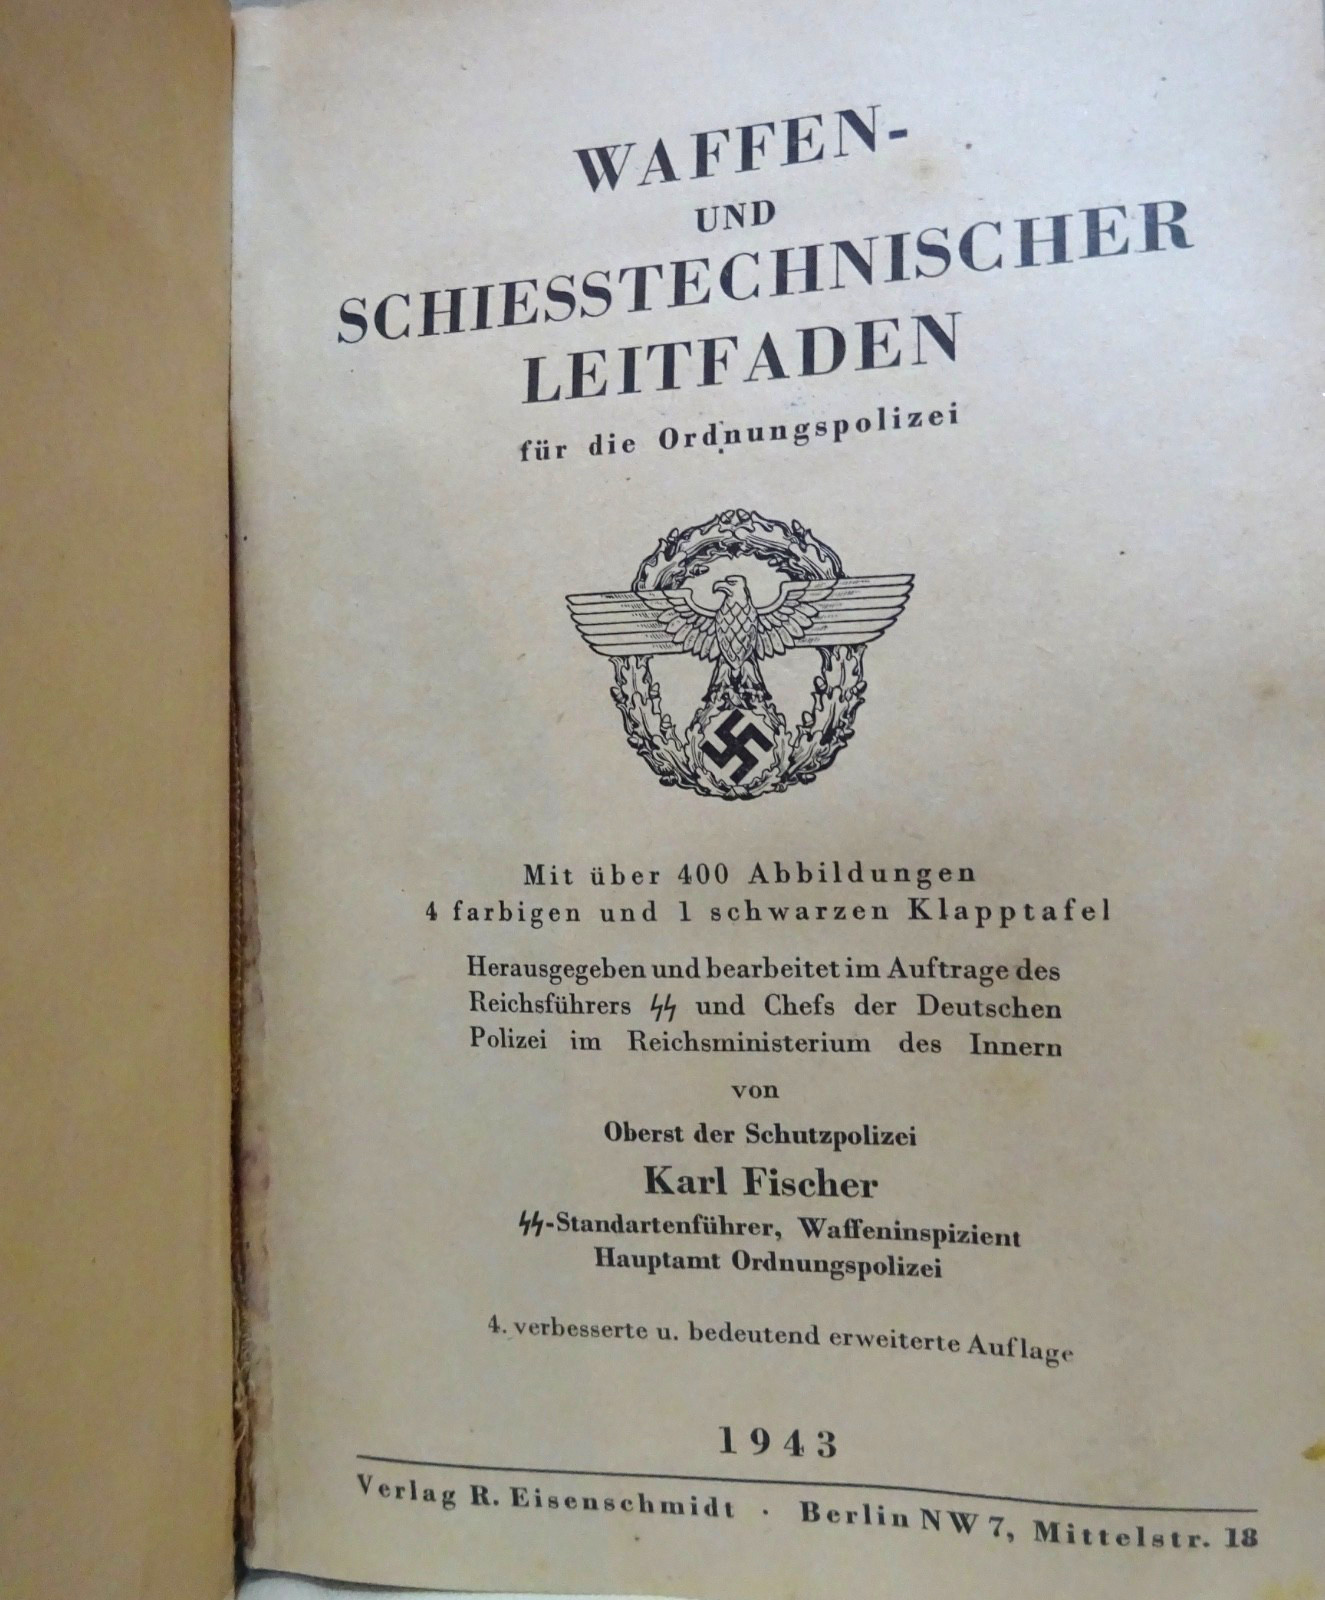 WAFFEN-
UND
SCHIESSTECHNISCHER
LEITFADEN
für die Ordnungspolizei
Mit über 400 Abbildungen
4 farbigen und 1 schwarzen Klapptafel
Herausgegeben und bearbeitet im Auftrage des
Reichsführers ᛋᛋ und Chefs der Deutschen
Polizei im Reichsministerium des Innern
von
Oberst der Schutzpolizei
Karl Fischer
ᛋᛋ-Standartenführer, Waffeninspizient
Hauptamt Ordnungspolizei
4. verbesserte u. bedeutend erweiterte Auflage
1943
Verlag R. Eisenschmidt · Berlin NW 7, Mittelstr. 18